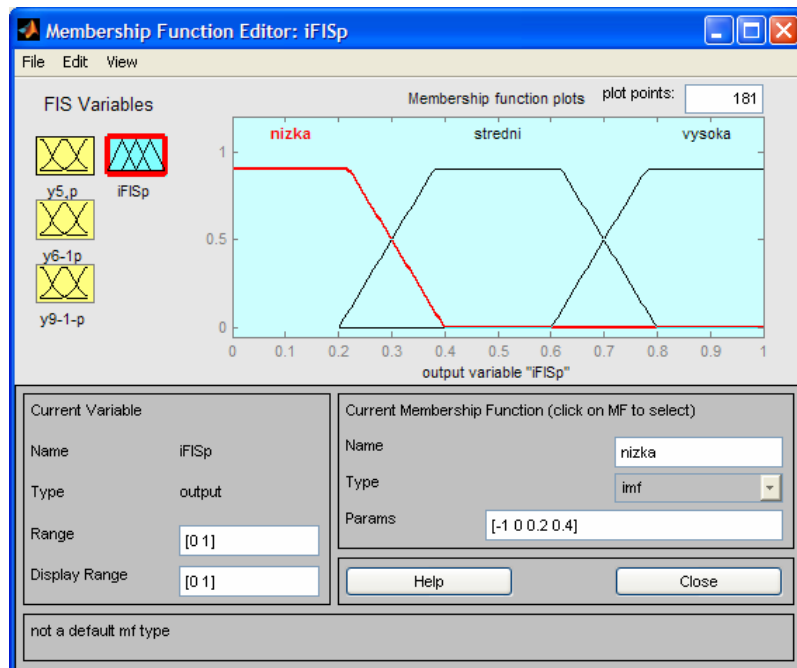 Membership Function Editor: iFISp
File Edit View
FIS Variables
Membership function plots
plot points:
181
y5,p
iFISp
y6-1p
y9-1-p
nizka
stredni
vysoka
1
0.5
0
0 0.1 0.2 0.3 0.4 0.5 0.6 0.7 0.8 0.9 1
output variable "iFISp"
Current Variable
Name iFISp
Type output
Range [0 1]
Display Range [0 1]
Current Membership Function (click on MF to select)
Name nizka
Type imf
Params [-1 0 0.2 0.4]
Help Close
not a default mf type